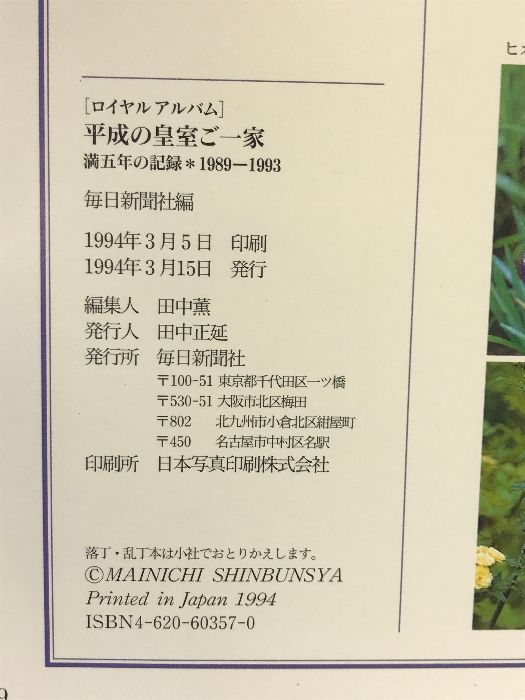 [ロイヤルアルバム]
平成の皇室ご一家
満五年の記録＊1989―1993
毎日新聞社編
1994年3月5日 印刷
1994年3月15日 発行
編集人 田中薫
発行人 田中正延
発行所 毎日新聞社
〒100-51 東京都千代田区一ツ橋
〒530-51 大阪市北区梅田
〒802 北九州市小倉北区紺屋町
〒450 名古屋市中村区名駅
印刷所 日本写真印刷株式会社
落丁・乱丁本は小社でおとりかえします。
©MAINICHI SHINBUNSYA
Printed in Japan 1994
ISBN4-620-60357-0
ヒメ
9